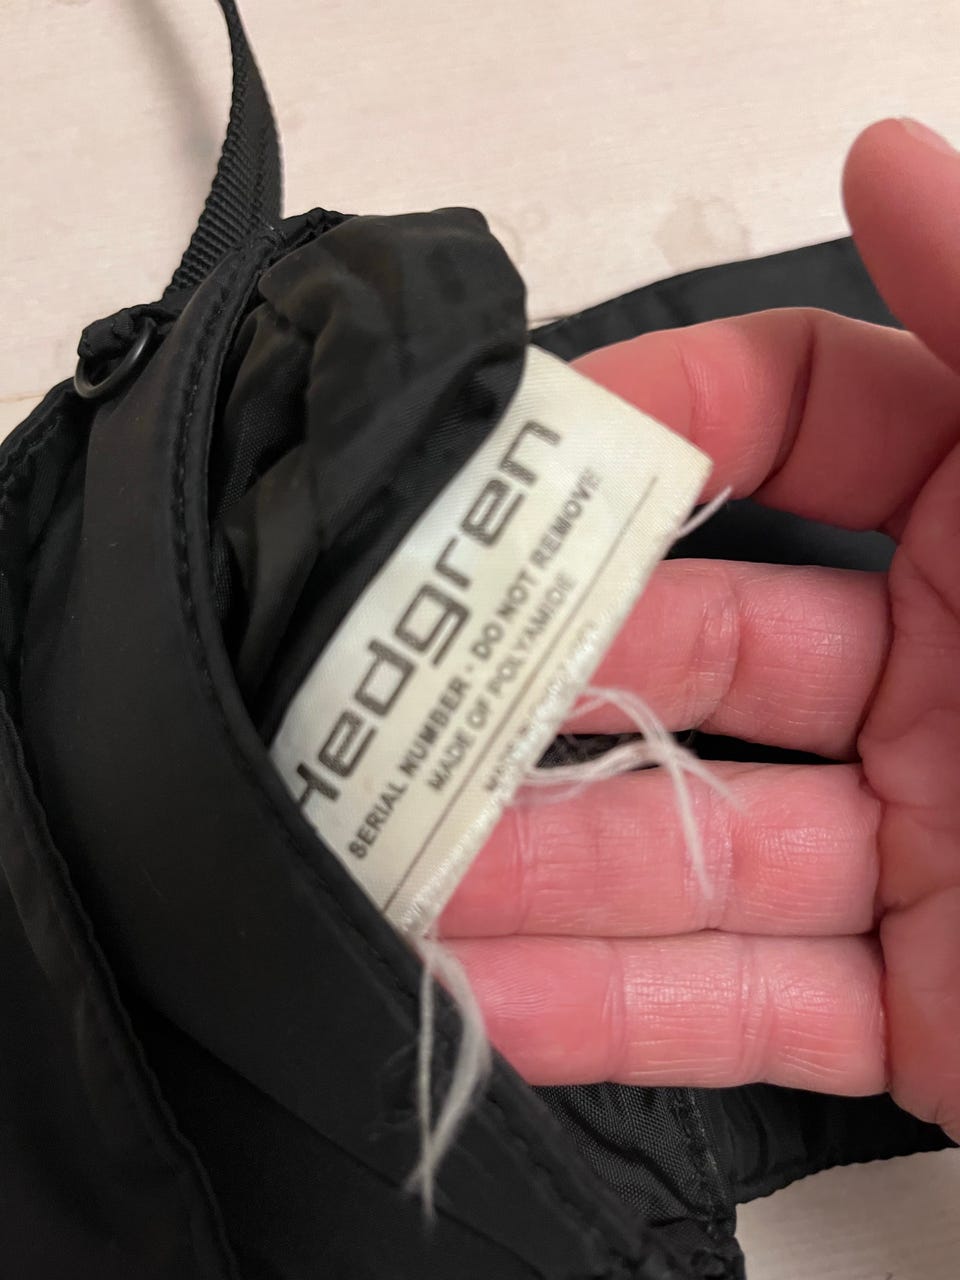 Hedgren
SERIAL NUMBER - DO NOT REMOVE
MADE OF POLYAMIDE